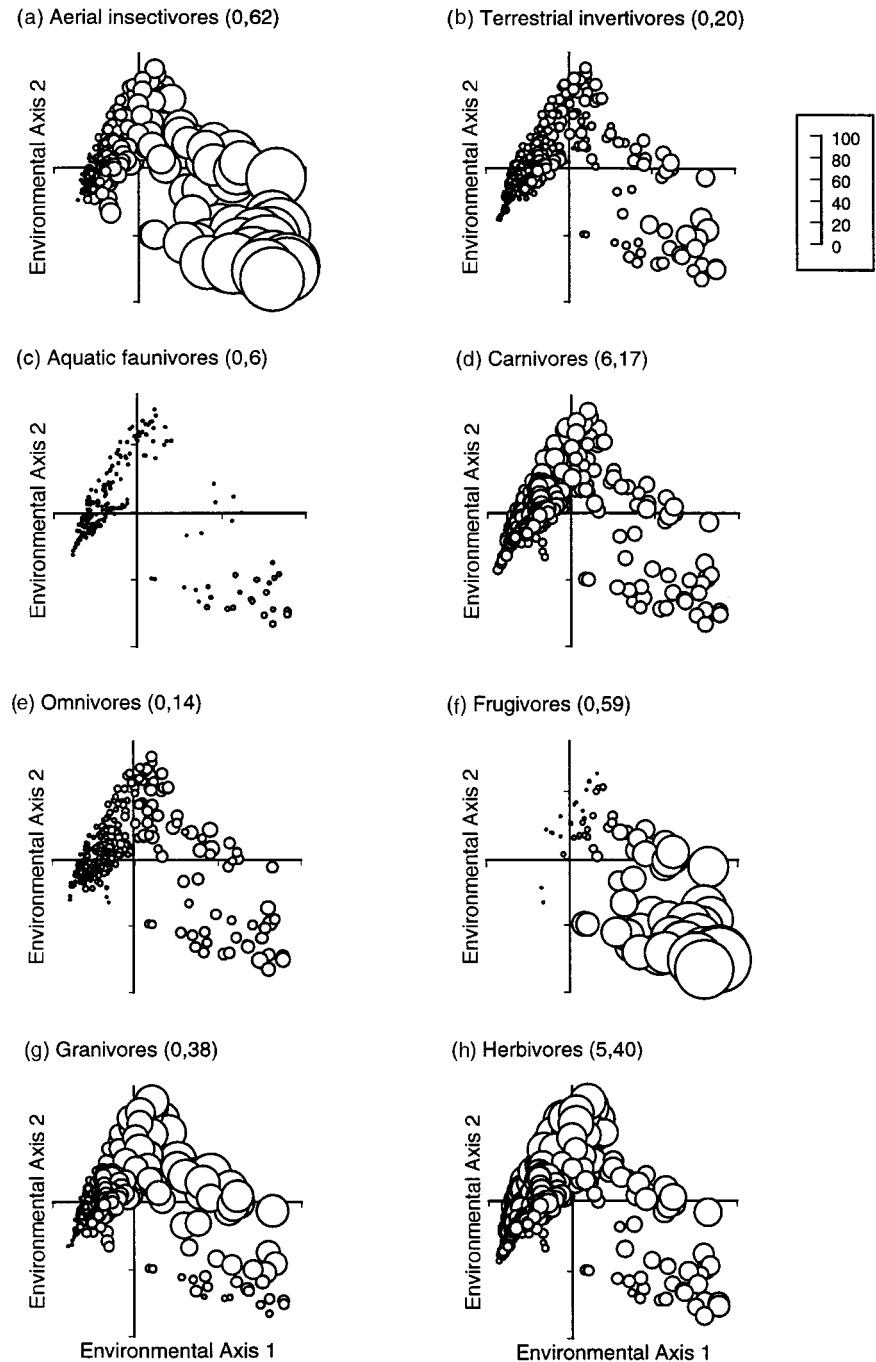 (a) Aerial insectivores (0,62)
(b) Terrestrial invertivores (0,20)
Environmental Axis 2
Environmental Axis 2
100
80
60
40
20
0
(c) Aquatic faunivores (0,6)
(d) Carnivores (6,17)
Environmental Axis 2
Environmental Axis 2
(e) Omnivores (0,14)
(f) Frugivores (0,59)
Environmental Axis 2
Environmental Axis 2
(g) Granivores (0,38)
(h) Herbivores (5,40)
Environmental Axis 2
Environmental Axis 2
Environmental Axis 1
Environmental Axis 1